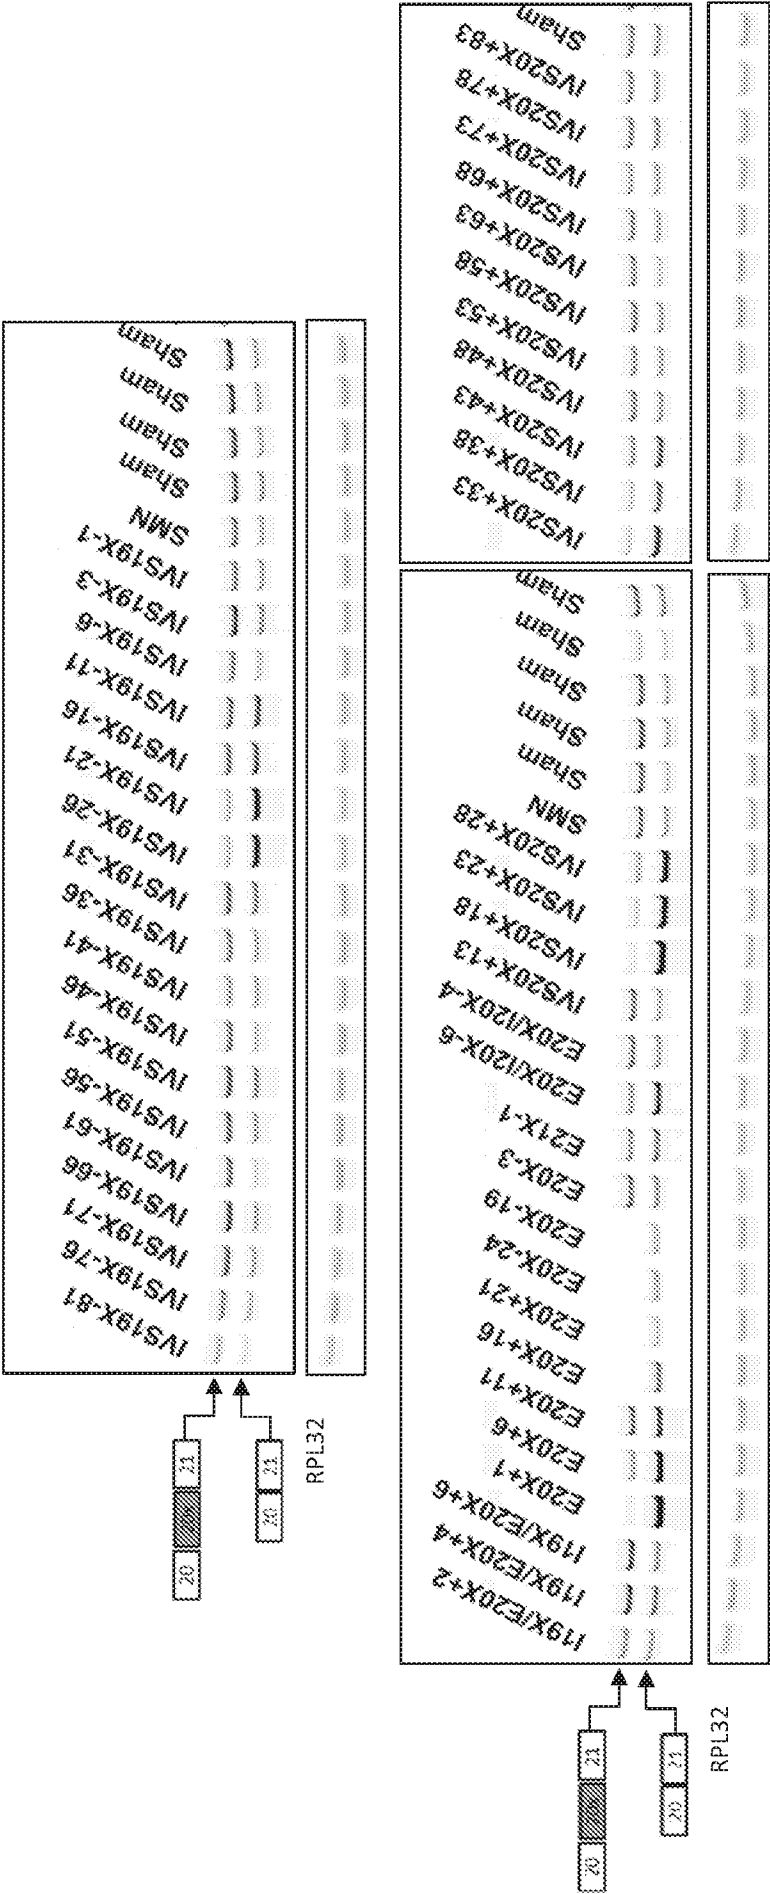 IVS19X-81
IVS19X-76
IVS19X-71
IVS19X-66
IVS19X-61
IVS19X-56
IVS19X-51
IVS19X-46
IVS19X-41
IVS19X-36
IVS19X-31
IVS19X-26
IVS19X-21
IVS19X-16
IVS19X-11
IVS19X-6
IVS19X-3
IVS19X-1
SMN
Sham
Sham
Sham
Sham
20 21
20 21
RPL32
I19X/E20X+2
I19X/E20X+4
I19X/E20X+6
E20X+1
E20X+6
E20X+11
E20X+16
E20X+21
E20X-24
E20X-19
E20X-3
E21X-1
E20X/I20X-6
E20X/I20X-4
IVS20X+13
IVS20X+18
IVS20X+23
IVS20X+28
SMN
Sham
Sham
Sham
Sham
Sham
IVS20X+33
IVS20X+38
IVS20X+43
IVS20X+48
IVS20X+53
IVS20X+58
IVS20X+63
IVS20X+68
IVS20X+73
IVS20X+78
IVS20X+83
Sham
20 21
20 21
RPL32